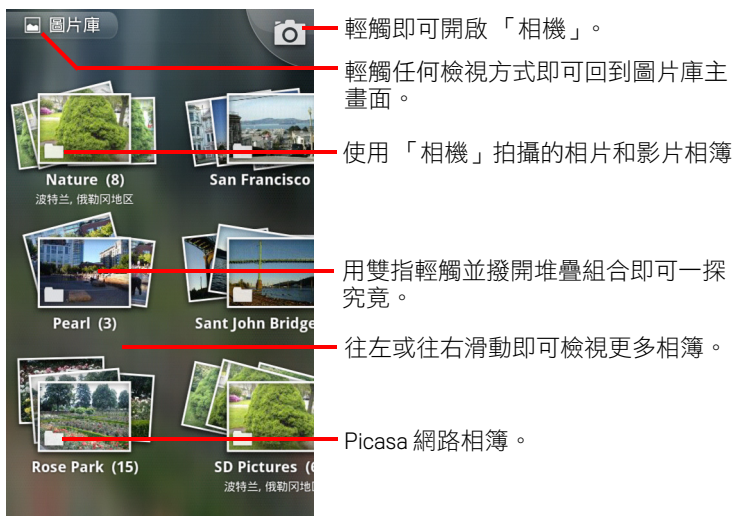 圖片庫
輕觸即可開啟 「相機」。
輕觸任何檢視方式即可回到圖片庫主
畫面。
使用 「相機」拍攝的相片和影片相簿
Nature (8)
波特兰, 俄勒冈地区
San Francisco
用雙指輕觸並撥開堆疊組合即可一探
究竟。
Pearl (3)
Sant John Bridge
往左或往右滑動即可檢視更多相簿。
Picasa 網路相簿。
Rose Park (15)
SD Pictures (6
波特兰, 俄勒冈地